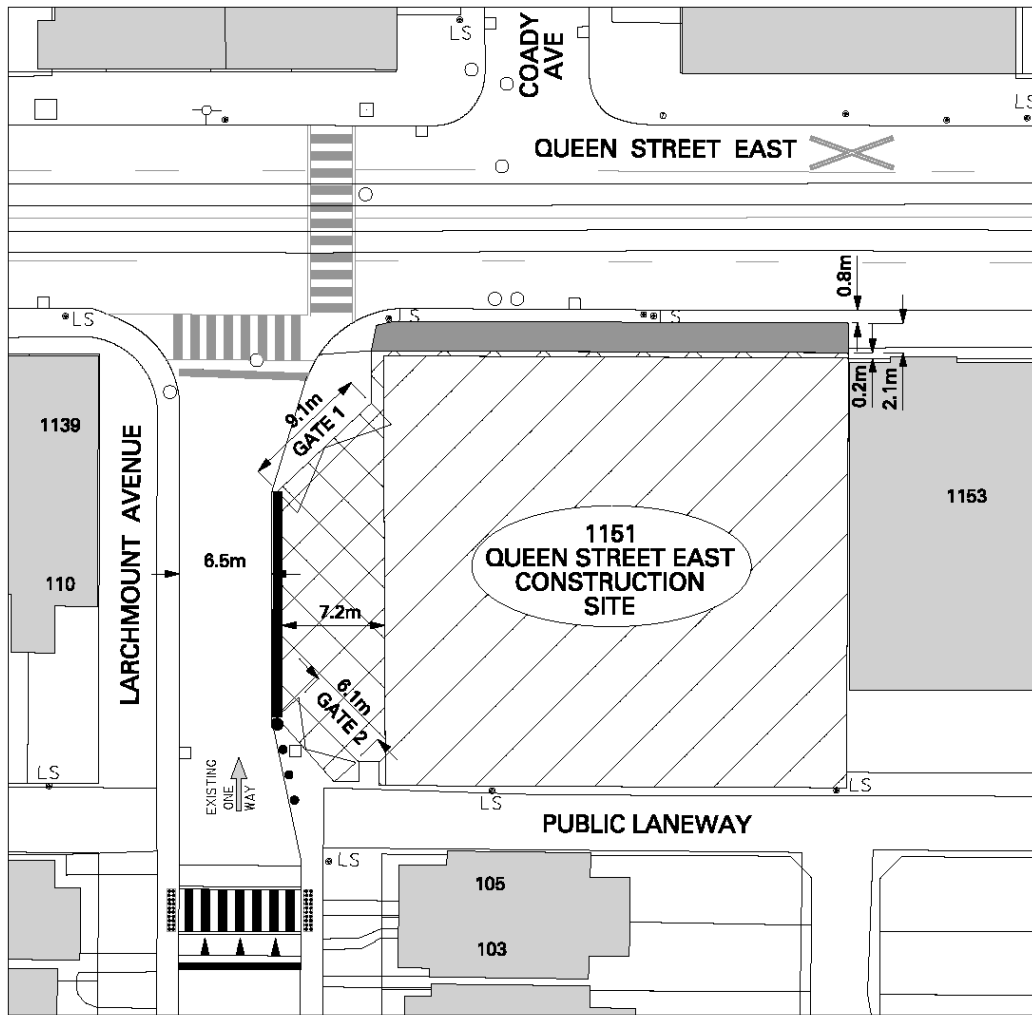 LS
COADY
AVE
LS
QUEEN STREET EAST
0.8m
LS
LS
LS
0.2m
2.1m
9.1m
GATE 1
1139
LARCHMOUNT AVENUE
1153
1151
QUEEN STREET EAST
CONSTRUCTION
SITE
6.5m
110
7.2m
6.1m
GATE 2
LS
EXISTING
ONE
WAY
LS
LS
PUBLIC LANEWAY
LS
105
103